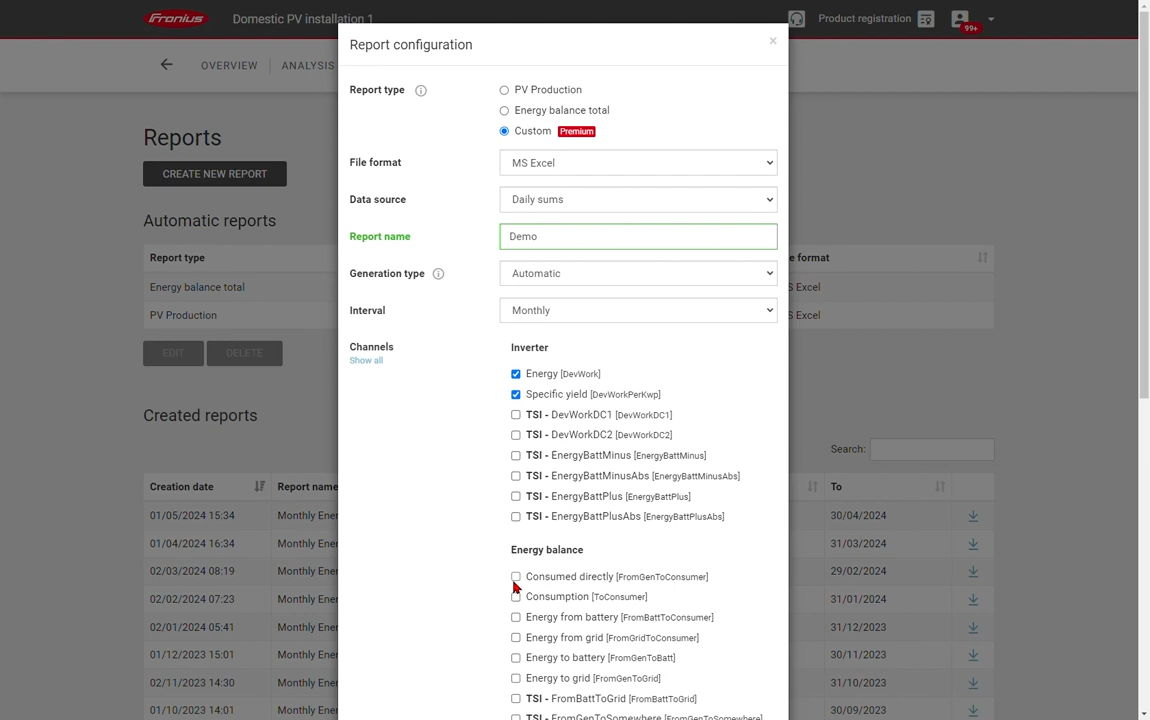 Fronius Domestic PV installation 1 Product registration 99+
Report configuration ×
OVERVIEW ANALYSIS
Report type i PV Production
Energy balance total
Custom Premium
Reports
File format MS Excel
CREATE NEW REPORT
Data source Daily sums
Automatic reports
Report name Demo
Report type e format
Generation type i Automatic
Energy balance total S Excel
Interval Monthly
PV Production S Excel
Channels Inverter
Show all
EDIT DELETE
Energy [DevWork]
Specific yield [DevWorkPerKwp]
Created reports
TSI - DevWorkDC1 [DevWorkDC1]
TSI - DevWorkDC2 [DevWorkDC2]
Search:
TSI - EnergyBattMinus [EnergyBattMinus]
TSI - EnergyBattMinusAbs [EnergyBattMinusAbs]
Creation date Report name To
TSI - EnergyBattPlus [EnergyBattPlus]
01/05/2024 15:34 Monthly Ene 30/04/2024
TSI - EnergyBattPlusAbs [EnergyBattPlusAbs]
01/04/2024 16:34 Monthly Ene 31/03/2024
Energy balance
02/03/2024 08:19 Monthly Ene 29/02/2024
Consumed directly [FromGenToConsumer]
Consumption [ToConsumer]
02/02/2024 07:23 Monthly Ene 31/01/2024
Energy from battery [FromBattToConsumer]
02/01/2024 05:41 Monthly Ene 31/12/2023
Energy from grid [FromGridToConsumer]
01/12/2023 15:01 Monthly Ene 30/11/2023
Energy to battery [FromGenToBatt]
Energy to grid [FromGenToGrid]
02/11/2023 14:30 Monthly Ene 31/10/2023
TSI - FromBattToGrid [FromBattToGrid]
01/10/2023 14:01 Monthly Ene 30/09/2023
TSI - FromGenToSomewhere [FromGenToSomewhere]